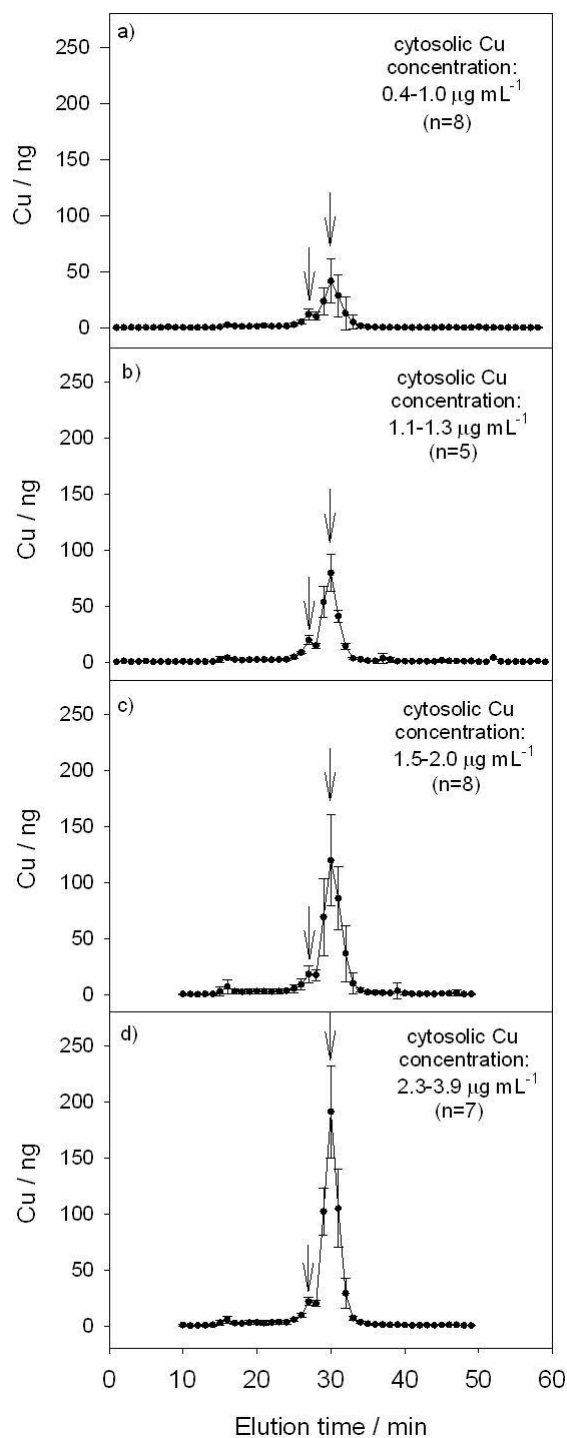 a)
cytosolic Cu
concentration:
0.4-1.0 µg mL⁻¹
(n=8)
250
200
150
100
50
0
Cu / ng
b)
cytosolic Cu
concentration:
1.1-1.3 µg mL⁻¹
(n=5)
250
200
150
100
50
0
Cu / ng
c)
cytosolic Cu
concentration:
1.5-2.0 µg mL⁻¹
(n=8)
250
200
150
100
50
0
Cu / ng
d)
cytosolic Cu
concentration:
2.3-3.9 µg mL⁻¹
(n=7)
250
200
150
100
50
0
Cu / ng
0 10 20 30 40 50 60
Elution time / min